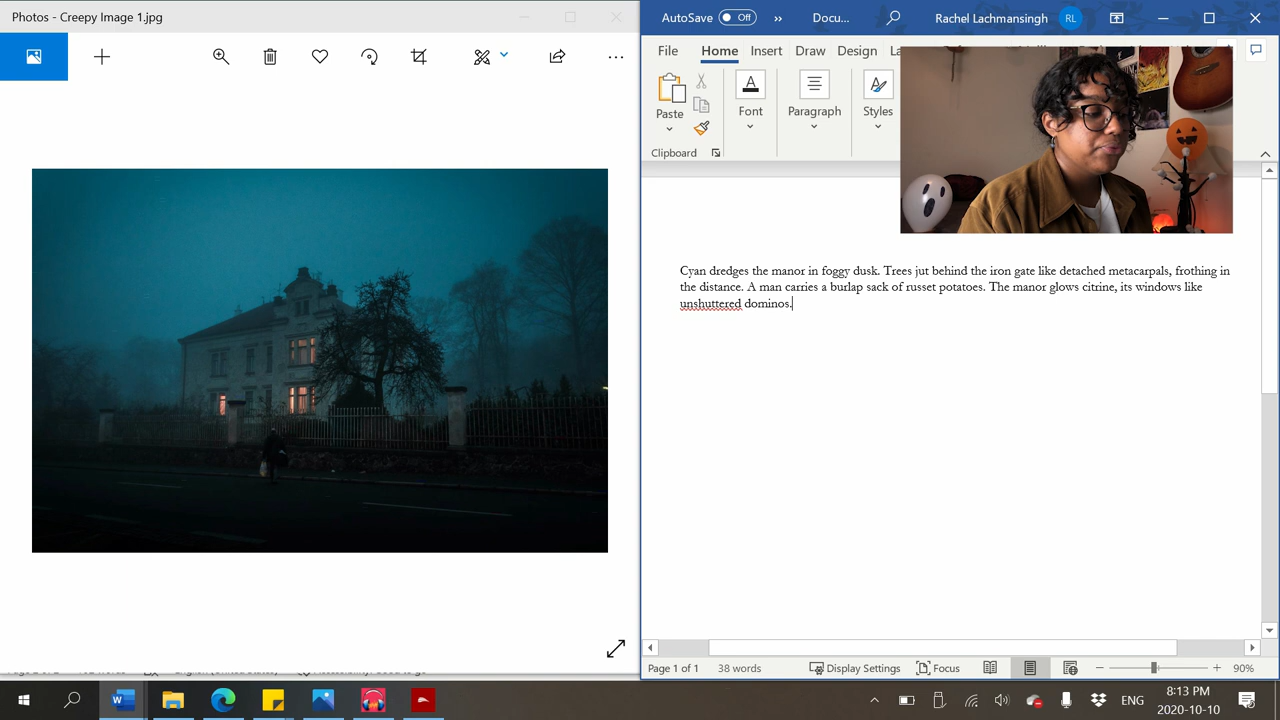 Photos - Creepy Image 1.jpg
AutoSave Off Docu... Rachel Lachmansingh RL
File Home Insert Draw Design La
Paste Font Paragraph Styles
Clipboard
Cyan dredges the manor in foggy dusk. Trees jut behind the iron gate like detached metacarpals, frothing in
the distance. A man carries a burlap sack of russet potatoes. The manor glows citrine, its windows like
unshuttered dominos.
Page 1 of 1 38 words Display Settings Focus 90%
ENG 8:13 PM
2020-10-10